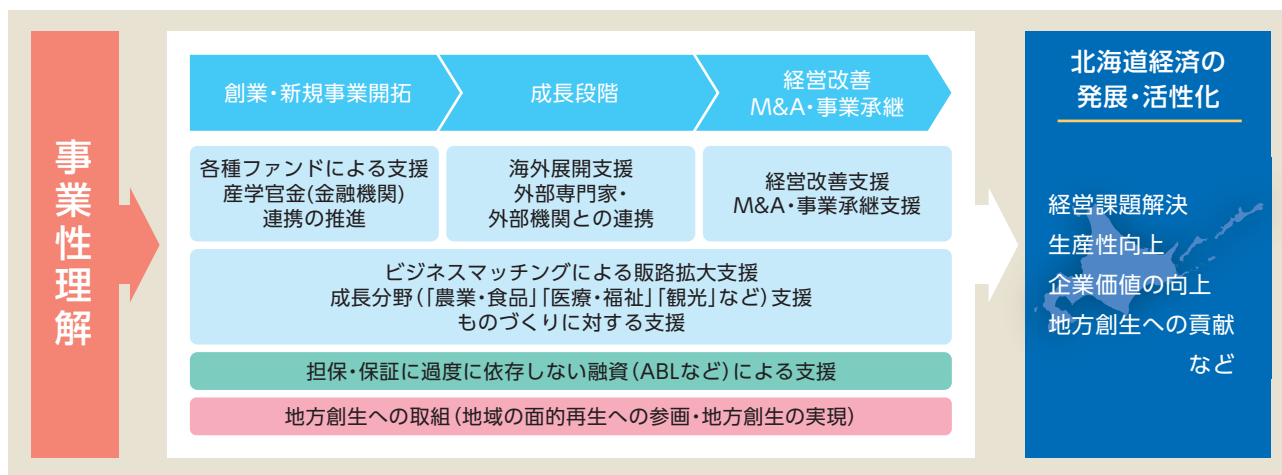 事業性理解
創業・新規事業開拓
成長段階
経営改善
M&A・事業承継
各種ファンドによる支援
産学官金(金融機関)
連携の推進
海外展開支援
外部専門家・
外部機関との連携
経営改善支援
M&A・事業承継支援
ビジネスマッチングによる販路拡大支援
成長分野(「農業・食品」「医療・福祉」「観光」など)支援
ものづくりに対する支援
担保・保証に過度に依存しない融資(ABLなど)による支援
地方創生への取組(地域の面的再生への参画・地方創生の実現)
北海道経済の
発展・活性化
経営課題解決
生産性向上
企業価値の向上
地方創生への貢献
など